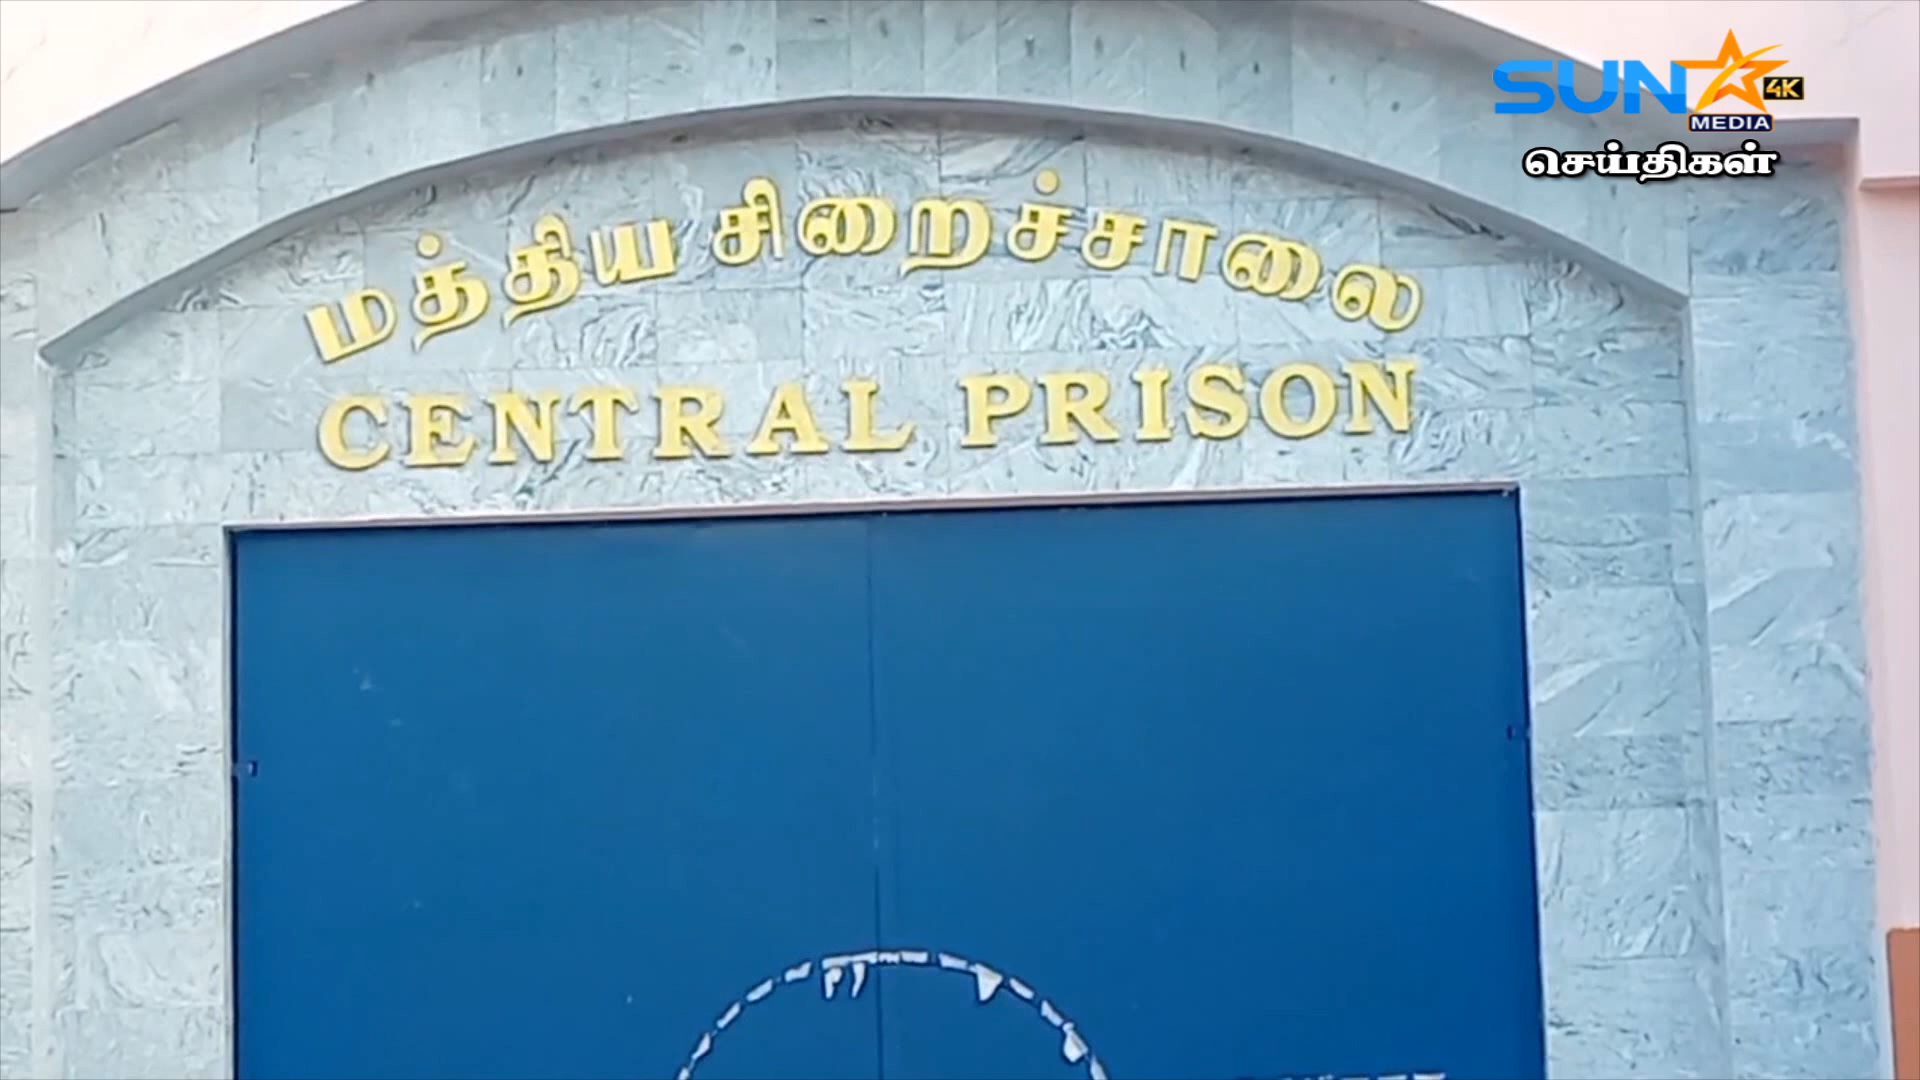 SUN
4K
MEDIA
செய்திகள்
மத்திய சிறைச்சாலை
CENTRAL PRISON